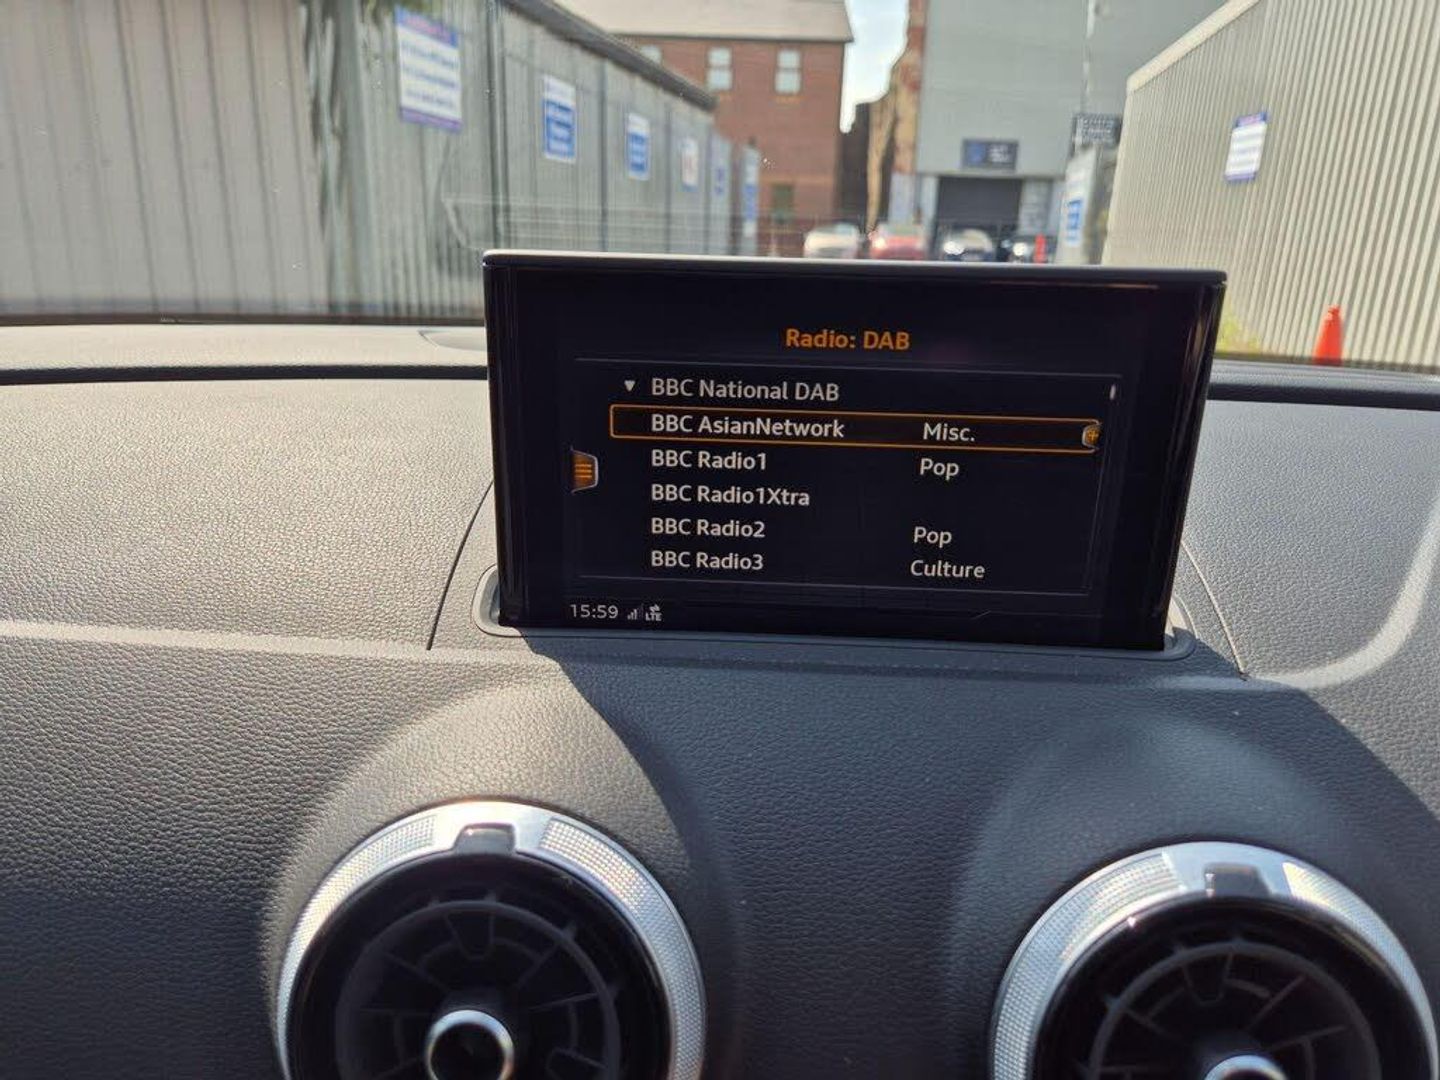 Radio: DAB
BBC National DAB
BBC AsianNetwork Misc.
BBC Radio1 Pop
BBC Radio1Xtra
BBC Radio2 Pop
BBC Radio3 Culture
15:59 LTE